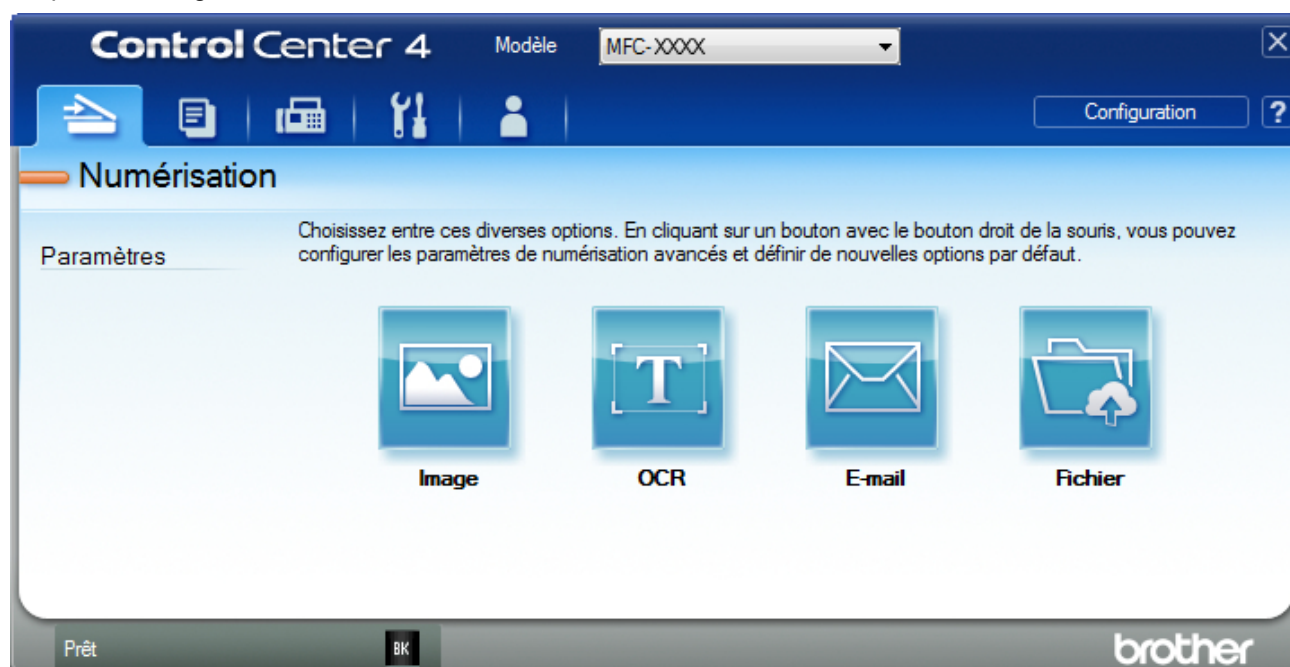 Control Center 4
Modèle
MFC-XXXX
Configuration
?
Numérisation
Paramètres
Choisissez entre ces diverses options. En cliquant sur un bouton avec le bouton droit de la souris, vous pouvez
configurer les paramètres de numérisation avancés et définir de nouvelles options par défaut.
T
Image
OCR
E-mail
Fichier
Prêt
BK
brother